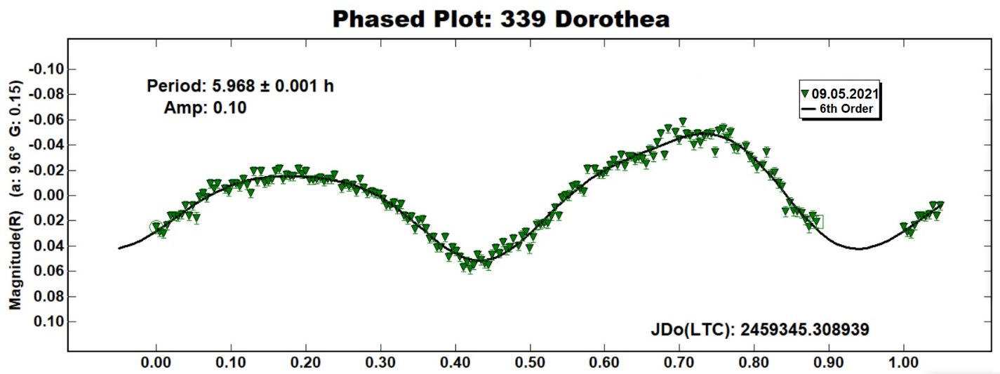 Phased Plot: 339 Dorothea
Magnitude(R) (a: 9.6° G: 0.15)
-0.10
-0.08
-0.06
-0.04
-0.02
0.00
0.02
0.04
0.06
0.08
0.10
Period: 5.968 ± 0.001 h
Amp: 0.10
09.05.2021
6th Order
JDo(LTC): 2459345.308939
0.00 0.10 0.20 0.30 0.40 0.50 0.60 0.70 0.80 0.90 1.00